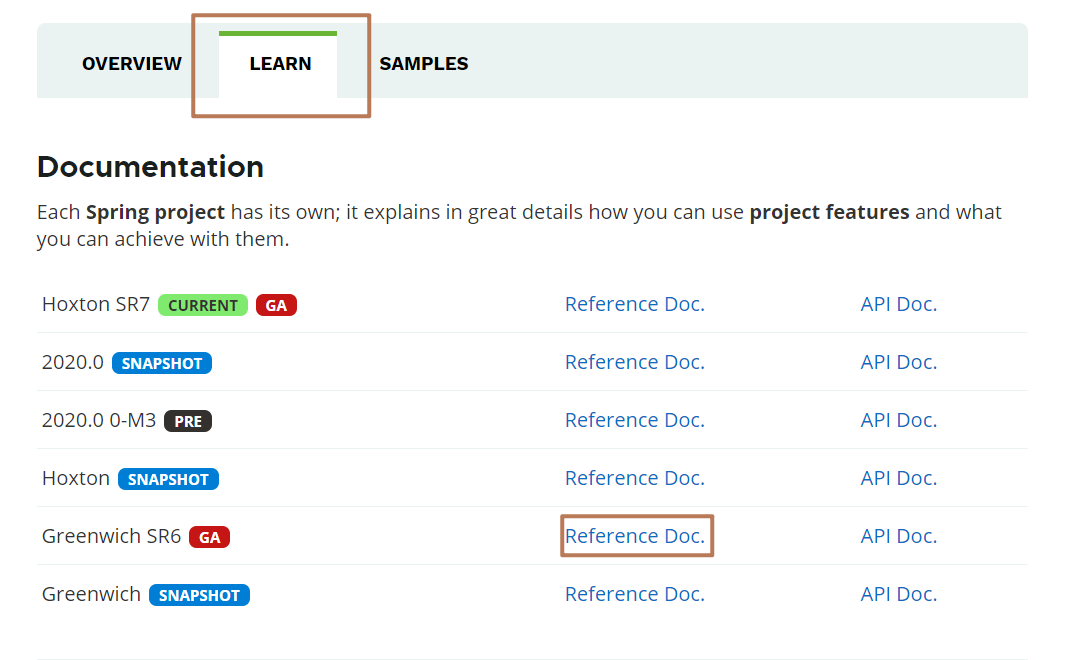 OVERVIEW LEARN SAMPLES
Documentation
Each Spring project has its own; it explains in great details how you can use project features and what
you can achieve with them.
Hoxton SR7 CURRENT GA Reference Doc. API Doc.
2020.0 SNAPSHOT Reference Doc. API Doc.
2020.0 0-M3 PRE Reference Doc. API Doc.
Hoxton SNAPSHOT Reference Doc. API Doc.
Greenwich SR6 GA Reference Doc. API Doc.
Greenwich SNAPSHOT Reference Doc. API Doc.